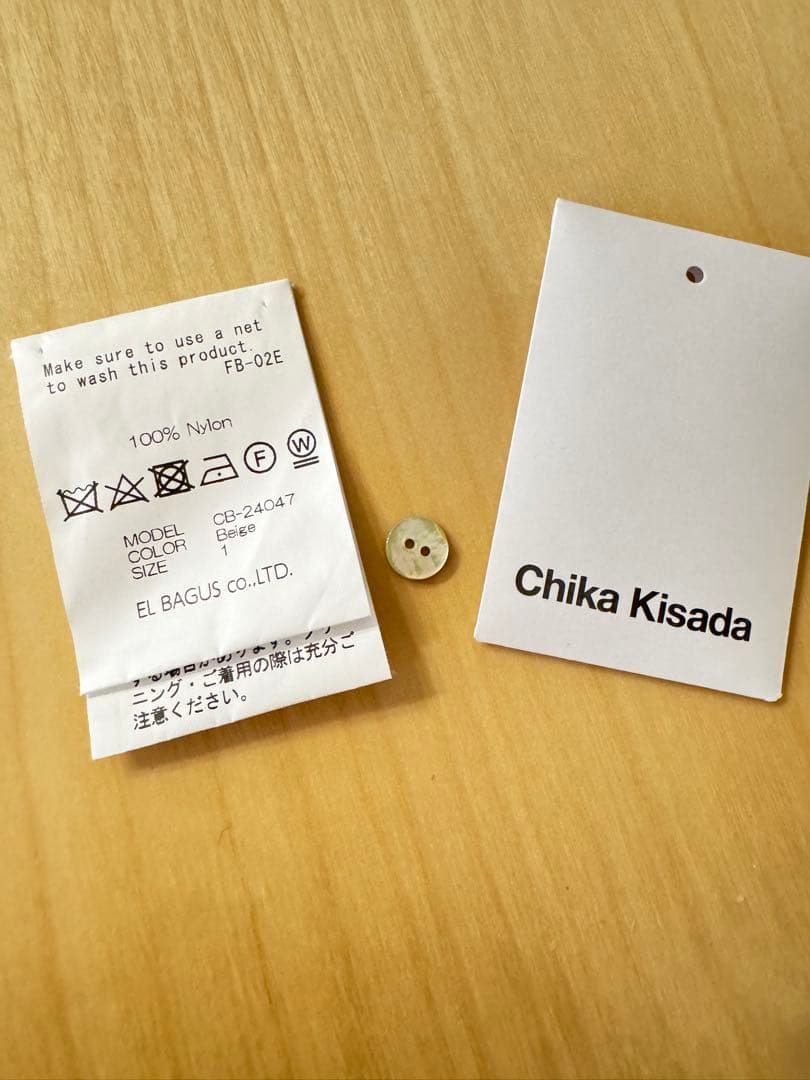 Make sure to use a net
to wash this product.
FB-02E
100% Nylon
F W
MODEL CB-24047
COLOR Beige
SIZE 1
EL BAGUS CO.,LTD.
ニング・ご着用の際は充分ご
注意ください。
Chika Kisada